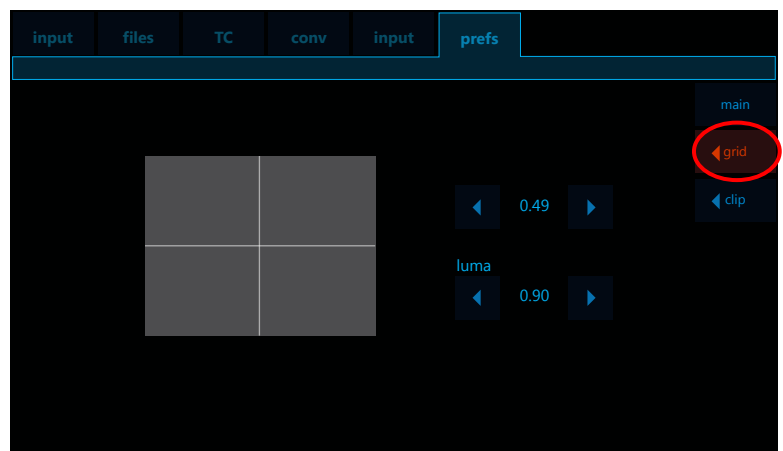 input files TC conv input prefs
main
grid
clip
0.49
luma
0.90